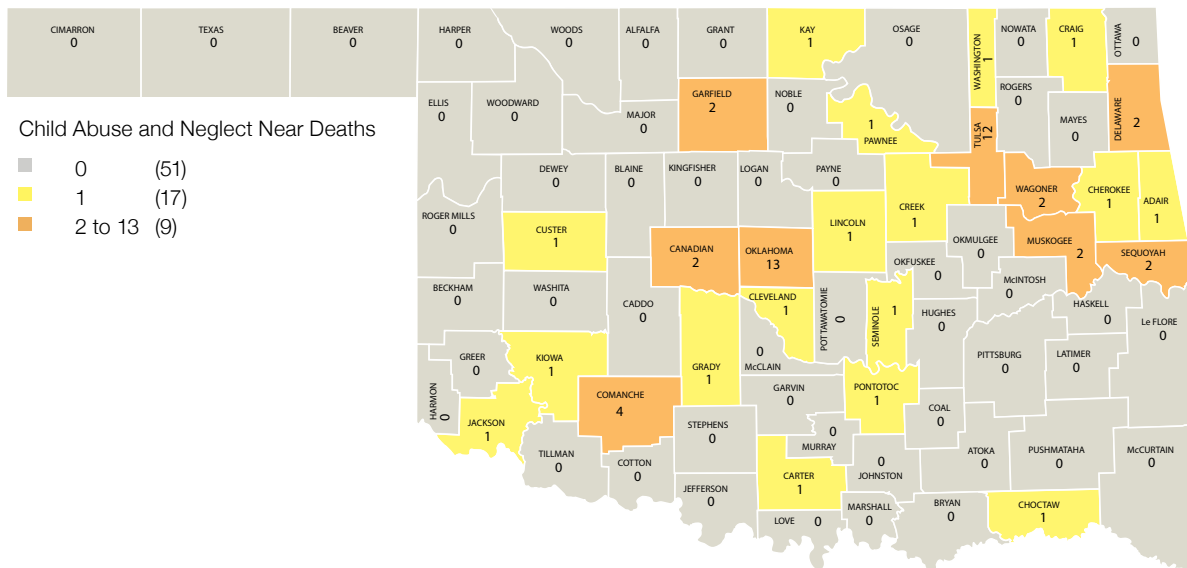 CIMARRON
0
TEXAS
0
BEAVER
0
HARPER
0
WOODS
0
ALFALFA
0
GRANT
0
KAY
1
OSAGE
0
WASHINGTON
1
NOWATA
0
CRAIG
1
OTTAWA
0
ELLIS
0
WOODWARD
0
MAJOR
0
GARFIELD
2
NOBLE
0
1
PAWNEE
TULSA
12
ROGERS
0
MAYES
0
DELAWARE
2
Child Abuse and Neglect Near Deaths
0 (51)
1 (17)
2 to 13 (9)
DEWEY
0
BLAINE
0
KINGFISHER
0
LOGAN
0
PAYNE
0
CREEK
1
WAGONER
2
CHEROKEE
1
ADAIR
1
ROGER MILLS
0
CUSTER
1
CANADIAN
2
OKLAHOMA
13
LINCOLN
1
OKFUSKEE
0
OKMULGEE
0
MUSKOGEE
2
SEQUOYAH
2
BECKHAM
0
WASHITA
0
CADDO
0
CLEVELAND
1
POTTAWATOMIE
0
SEMINOLE
1
HUGHES
0
McINTOSH
0
HASKELL
0
Le FLORE
0
GREER
0
KIOWA
1
GRADY
1
0
McCLAIN
PITTSBURG
0
LATIMER
0
HARMON
0
JACKSON
1
COMANCHE
4
GARVIN
0
PONTOTOC
1
COAL
0
STEPHENS
0
0
MURRAY
TILLMAN
0
COTTON
0
0
JOHNSTON
ATOKA
0
PUSHMATAHA
0
McCURTAIN
0
JEFFERSON
0
CARTER
1
LOVE 0
MARSHALL
0
BRYAN
0
CHOCTAW
1